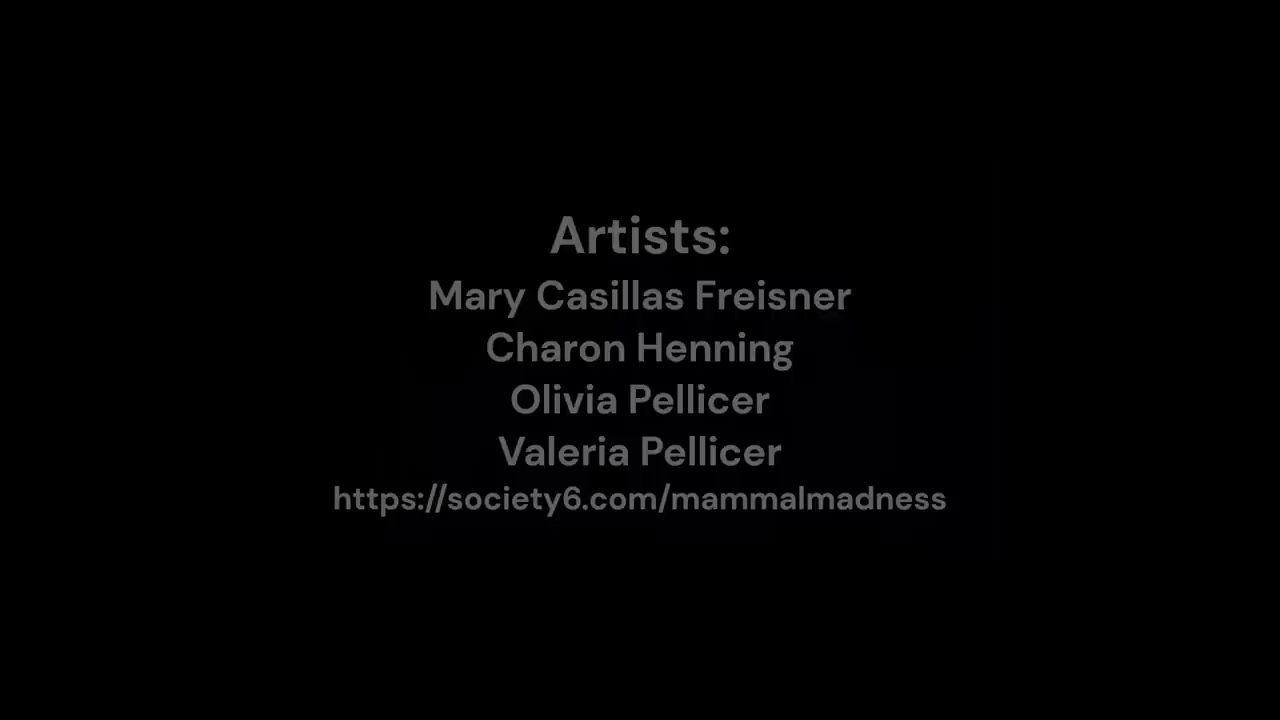 Artists:
Mary Casillas Freisner
Charon Henning
Olivia Pellicer
Valeria Pellicer
https://society6.com/mammalmadness